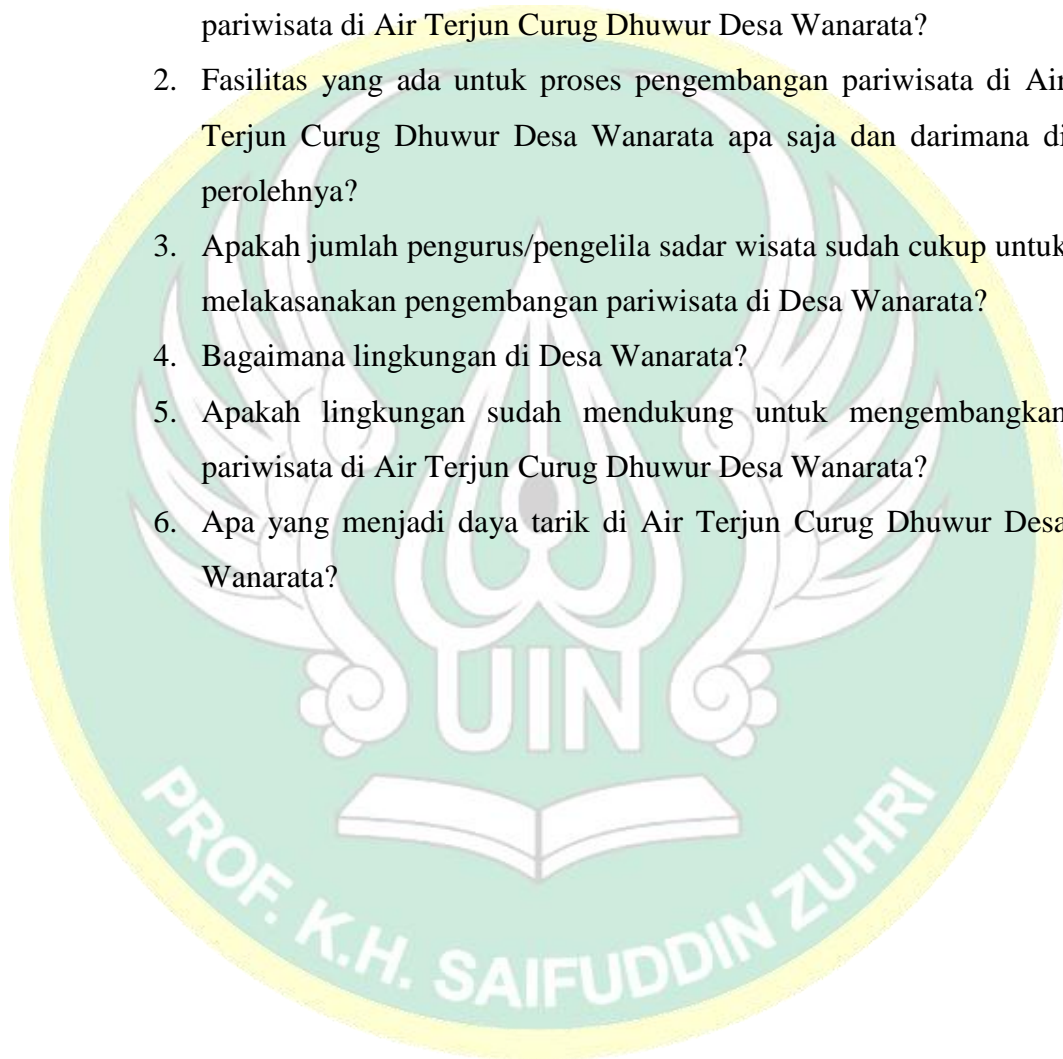 pariwisata di Air Terjun Curug Dhuwur Desa Wanarata?
2. Fasilitas yang ada untuk proses pengembangan pariwisata di Air
Terjun Curug Dhuwur Desa Wanarata apa saja dan darimana di
perolehnya?
3. Apakah jumlah pengurus/pengelila sadar wisata sudah cukup untuk
melakasanakan pengembangan pariwisata di Desa Wanarata?
4. Bagaimana lingkungan di Desa Wanarata?
5. Apakah lingkungan sudah mendukung untuk mengembangkan
pariwisata di Air Terjun Curug Dhuwur Desa Wanarata?
6. Apa yang menjadi daya tarik di Air Terjun Curug Dhuwur Desa
Wanarata?
UIN
PROF. K.H. SAIFUDDIN ZUHRI